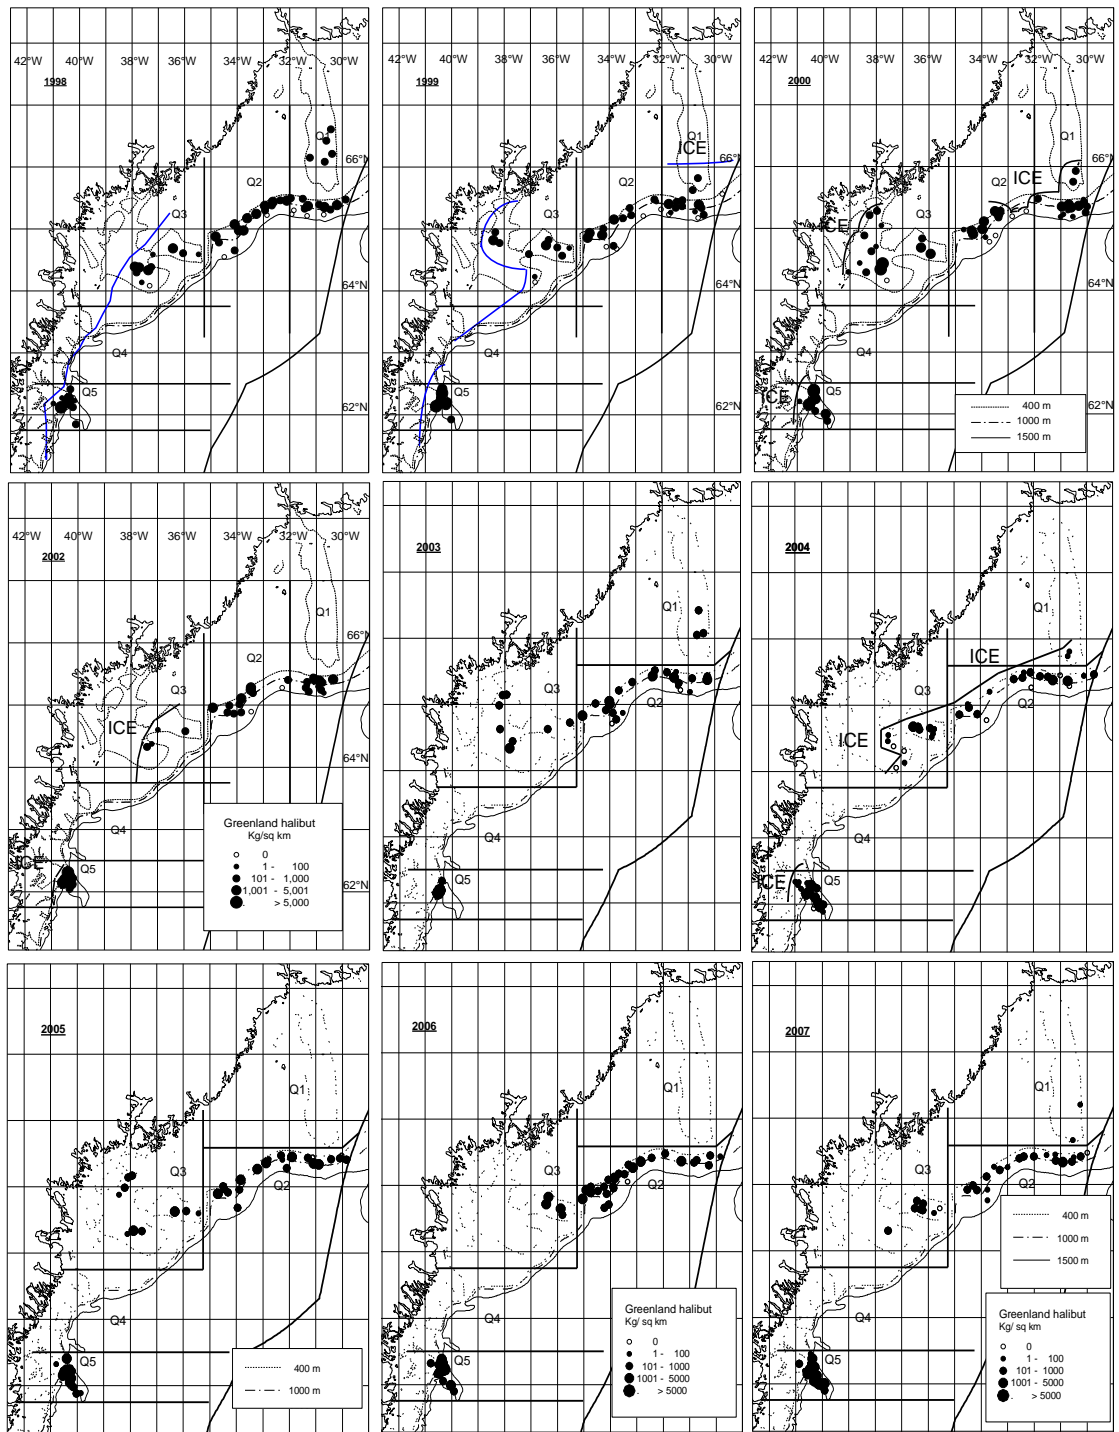 42°W 40°W 38°W 36°W 34°W 32°W 30°W
1998
Q1
66°N
Q2
Q3
64°N
Q4
Q5
62°N
42°W 40°W 38°W 36°W 34°W 32°W 30°W
1999
Q1
ICE
66°N
Q2
Q3
64°N
Q4
Q5
62°N
42°W 40°W 38°W 36°W 34°W 32°W 30°W
2000
Q1
66°N
ICE
Q2
Q3
ICE
64°N
Q4
Q5
ICE
62°N
400 m
1000 m
1500 m
42°W 40°W 38°W 36°W 34°W 32°W 30°W
2002
Q1
66°N
Q2
Q3
ICE
64°N
Q4
ICE
Q5
62°N
Greenland halibut
Kg/sq km
0
1 - 100
101 - 1,000
1,001 - 5,001
> 5,000
2003
Q1
Q3
Q2
Q4
Q5
2004
Q1
ICE
Q3
Q2
ICE
Q4
Q5
ICE
2005
Q1
Q3
Q2
Q4
Q5
400 m
1000 m
2006
Q1
Q3
Q2
Q4
Q5
Greenland halibut
Kg/ sq km
0
1 - 100
101 - 1000
1001 - 5000
> 5000
2007
Q1
Q3
Q2
400 m
1000 m
1500 m
Q4
Q5
Greenland halibut
Kg/ sq km
0
1 - 100
101 - 1000
1001 - 5000
> 5000